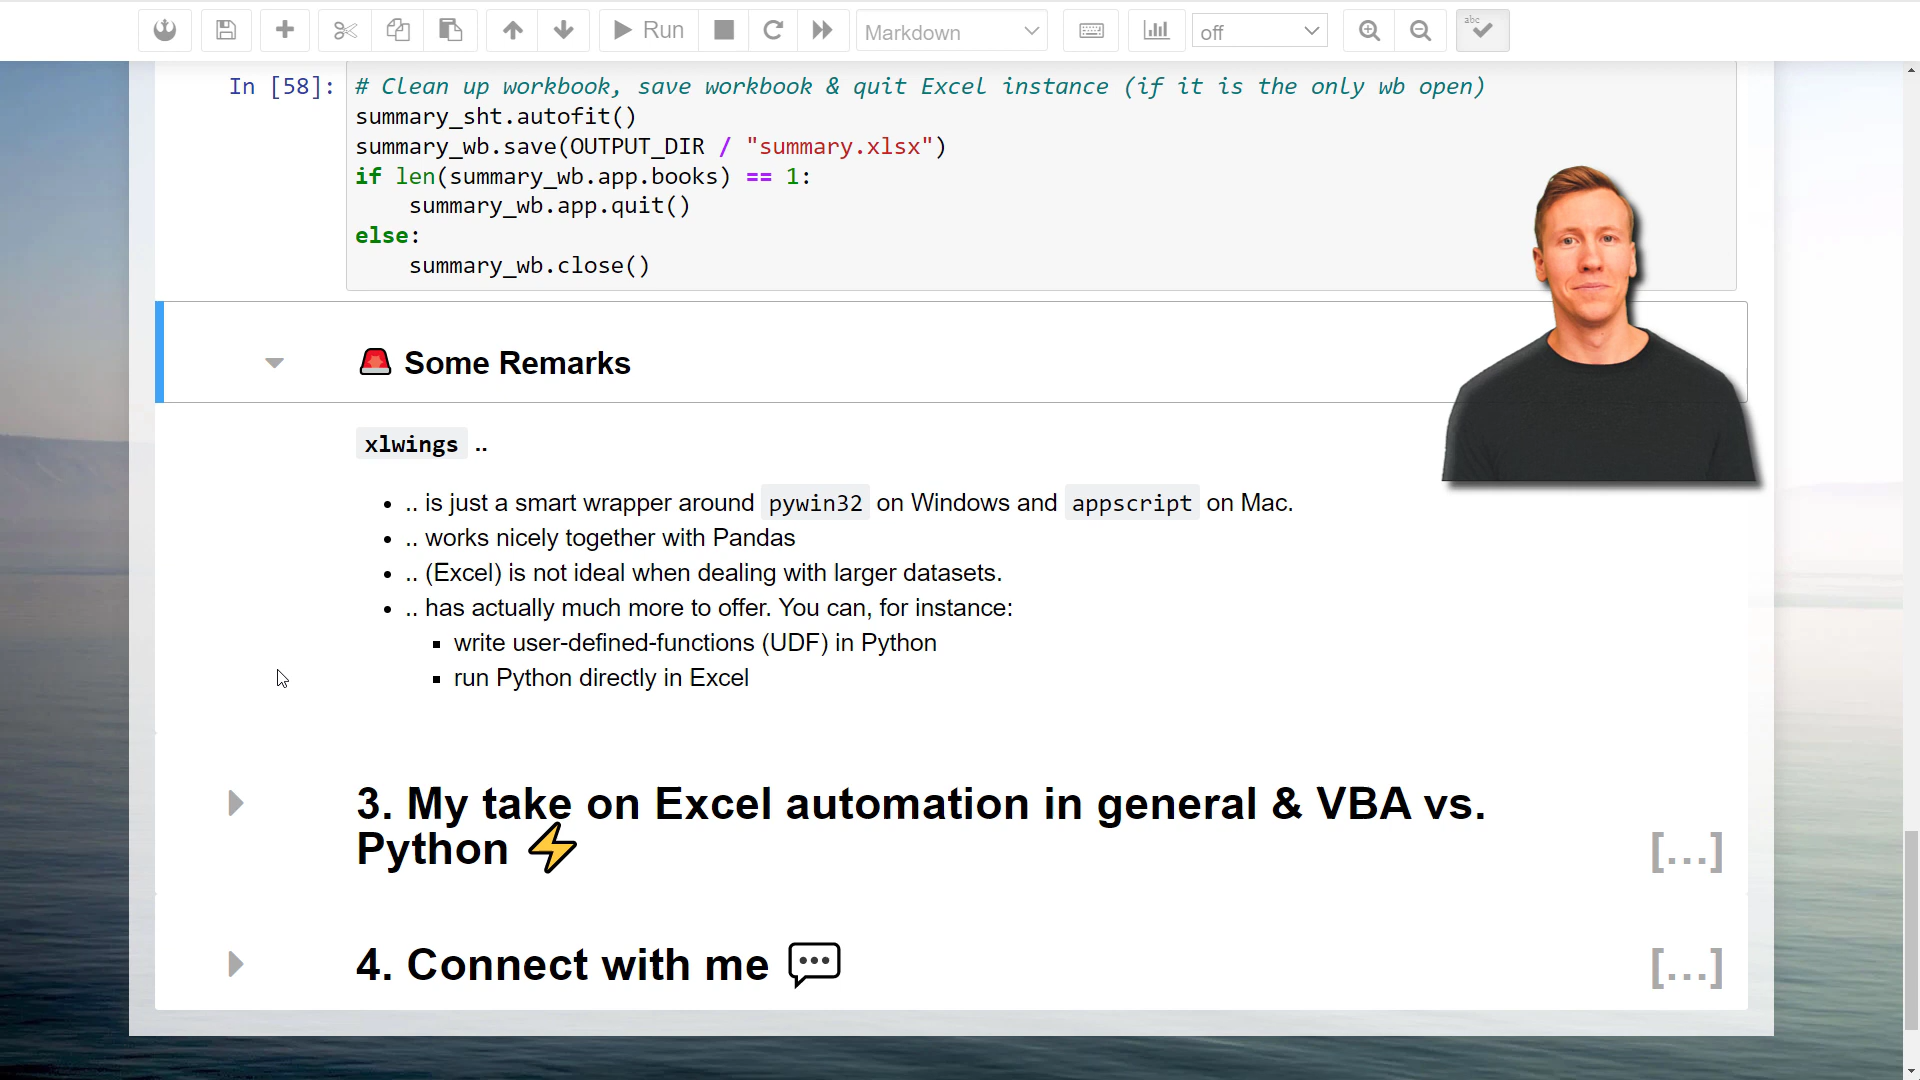 Run
Markdown
off
abc
In [58]:
# Clean up workbook, save workbook & quit Excel instance (if it is the only wb open)
summary_sht.autofit()
summary_wb.save(OUTPUT_DIR / "summary.xlsx")
if len(summary_wb.app.books) == 1:
    summary_wb.app.quit()
else:
    summary_wb.close()
🚨 Some Remarks
xlwings ..
• .. is just a smart wrapper around pywin32 on Windows and appscript on Mac.
• .. works nicely together with Pandas
• .. (Excel) is not ideal when dealing with larger datasets.
• .. has actually much more to offer. You can, for instance:
▪ write user-defined-functions (UDF) in Python
▪ run Python directly in Excel
3. My take on Excel automation in general & VBA vs.
Python ⚡
[...]
4. Connect with me 💬
[...]